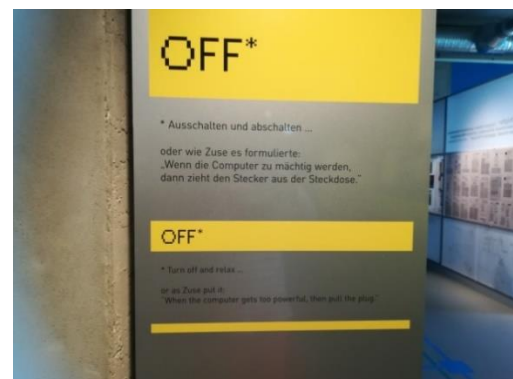 OFF*
* Ausschalten und abschalten ...
oder wie Zuse es formulierte:
„Wenn die Computer zu mächtig werden,
dann zieht den Stecker aus der Steckdose.“
OFF*
* Turn off and relax ...
or as Zuse put it:
"When the computer gets too powerful, then pull the plug."